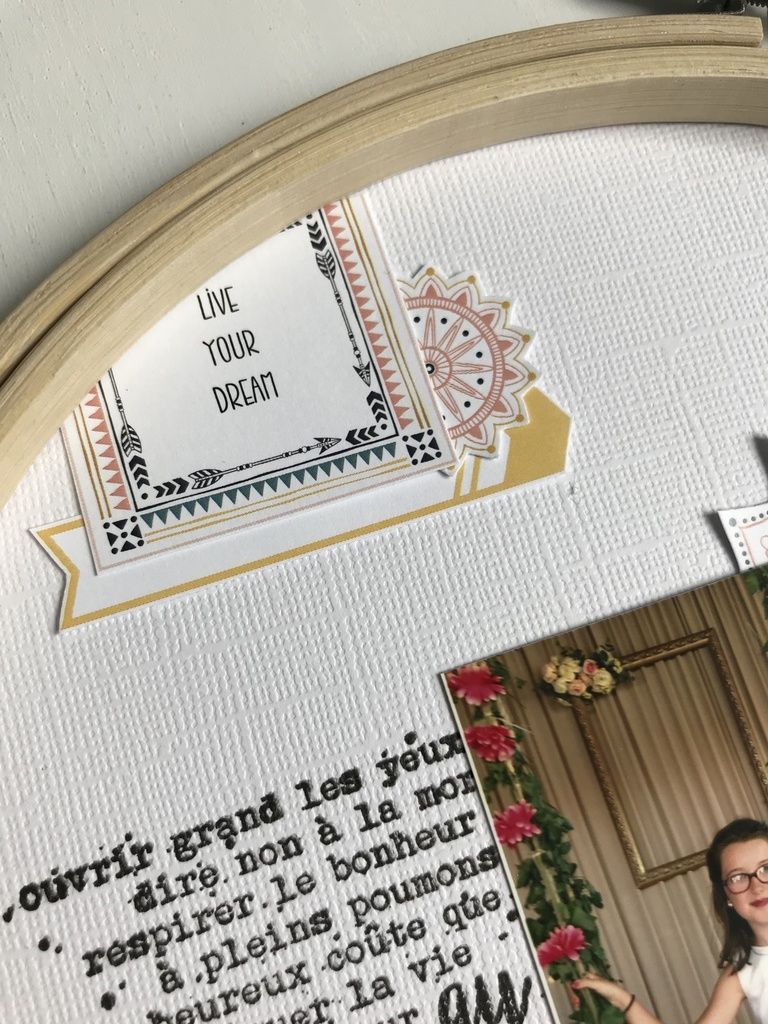 LIVE
YOUR
DREAM
ouvrir grand les yeux
dire non à la
respirer le bonheur
à pleins poumons
heureux coûte que
la vie
au